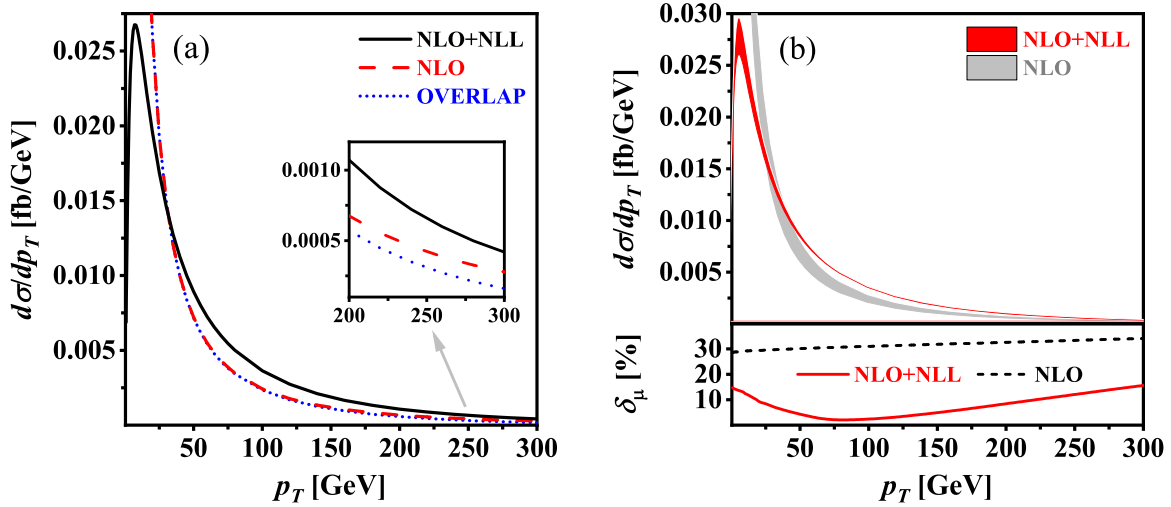 (a)
NLO+NLL
NLO
OVERLAP
0.025
0.020
0.015
0.010
0.005
dσ/dp_T [fb/GeV]
0.0010
0.0005
200
250
300
50
100
150
200
250
300
p_T [GeV]
(b)
NLO+NLL
NLO
0.030
0.025
0.020
0.015
0.010
0.005
dσ/dp_T [fb/GeV]
30
20
10
δ_μ [%]
NLO+NLL
NLO
50
100
150
200
250
300
p_T [GeV]